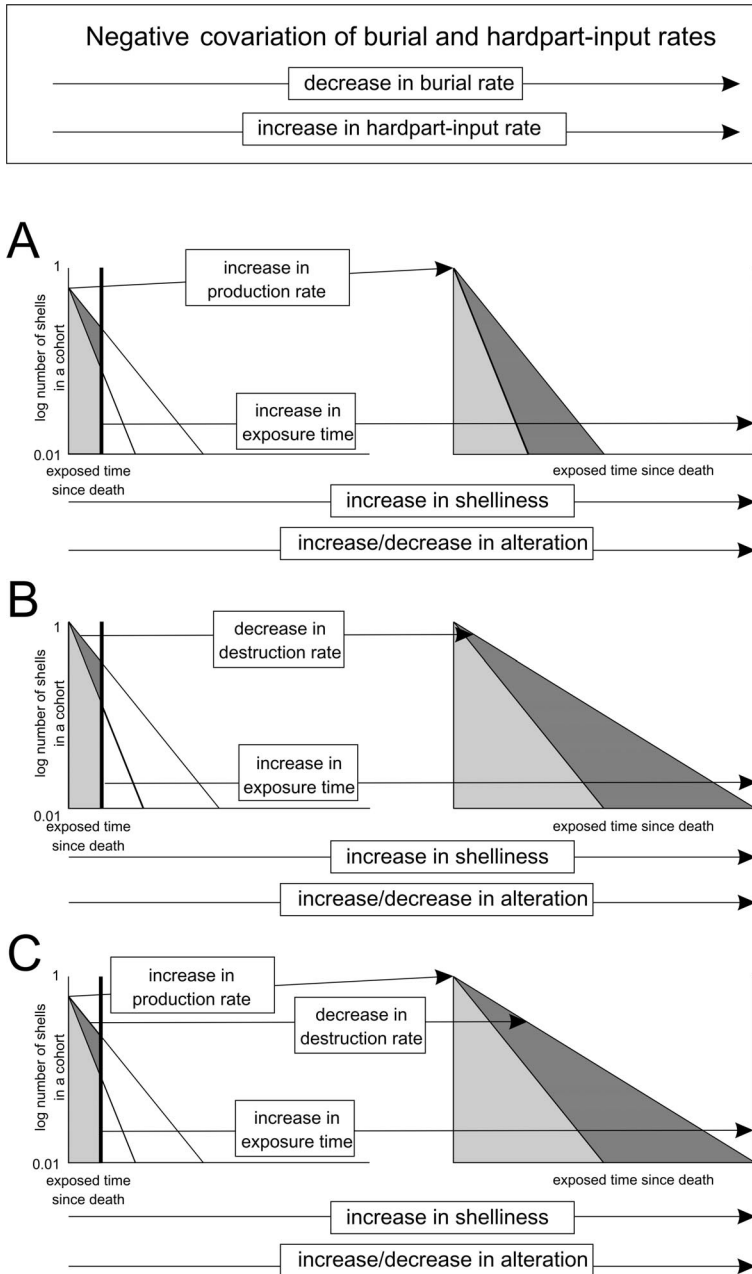 Negative covariation of burial and hardpart-input rates
decrease in burial rate
increase in hardpart-input rate
A
1
log number of shells
in a cohort
0.01
increase in
production rate
increase in
exposure time
exposed time
since death
exposed time since death
increase in shelliness
increase/decrease in alteration
B
1
log number of shells
in a cohort
0.01
decrease in
destruction rate
increase in
exposure time
exposed time
since death
exposed time since death
increase in shelliness
increase/decrease in alteration
C
1
log number of shells
in a cohort
0.01
increase in
production rate
decrease in
destruction rate
increase in
exposure time
exposed time
since death
exposed time since death
increase in shelliness
increase/decrease in alteration